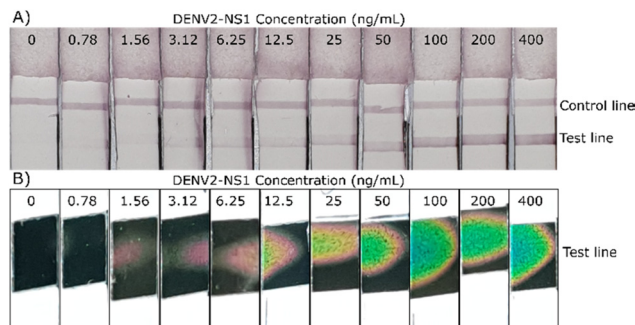 A)
DENV2-NS1 Concentration (ng/mL)
0 0.78 1.56 3.12 6.25 12.5 25 50 100 200 400
Control line
Test line
B)
DENV2-NS1 Concentration (ng/mL)
0 0.78 1.56 3.12 6.25 12.5 25 50 100 200 400
Test line